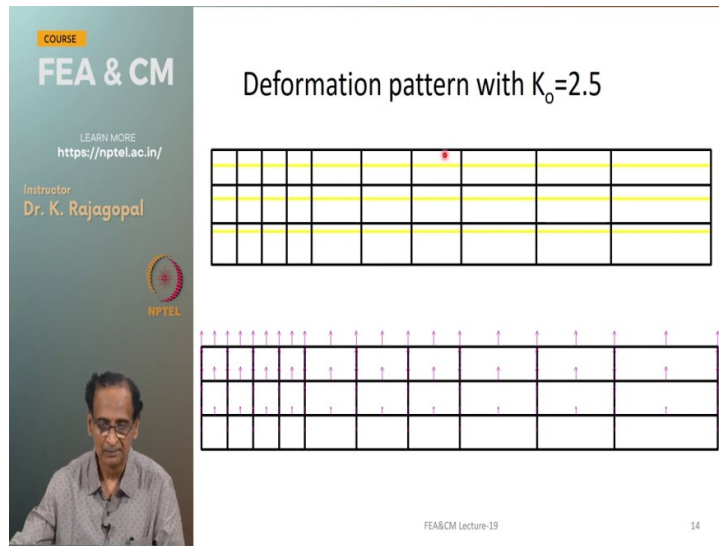 COURSE
FEA & CM
LEARN MORE
https://nptel.ac.in/
Instructor
Dr. K. Rajagopal
NPTEL
Deformation pattern with Ko=2.5
FEA&CM Lecture-19
14